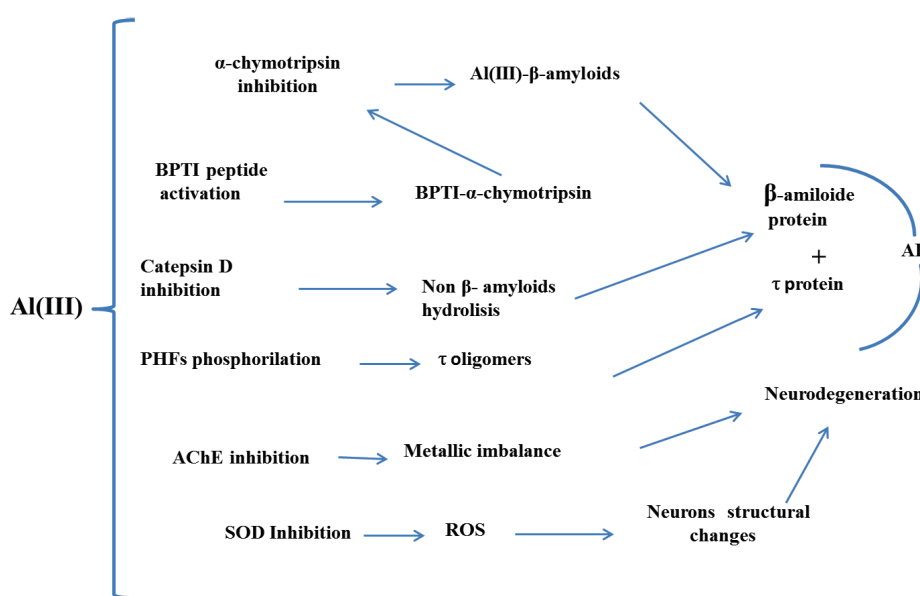 α-chymotripsin
inhibition
Al(III)-β-amyloids
BPTI peptide
activation
BPTI-α-chymotripsin
β-amiloide
protein
+
τ protein
Catepsin D
inhibition
Non β- amyloids
hydrolisis
Al(III)
PHFs phosphorilation
τ oligomers
Neurodegeneration
AChE inhibition
Metallic imbalance
SOD Inhibition
ROS
Neurons structural
changes